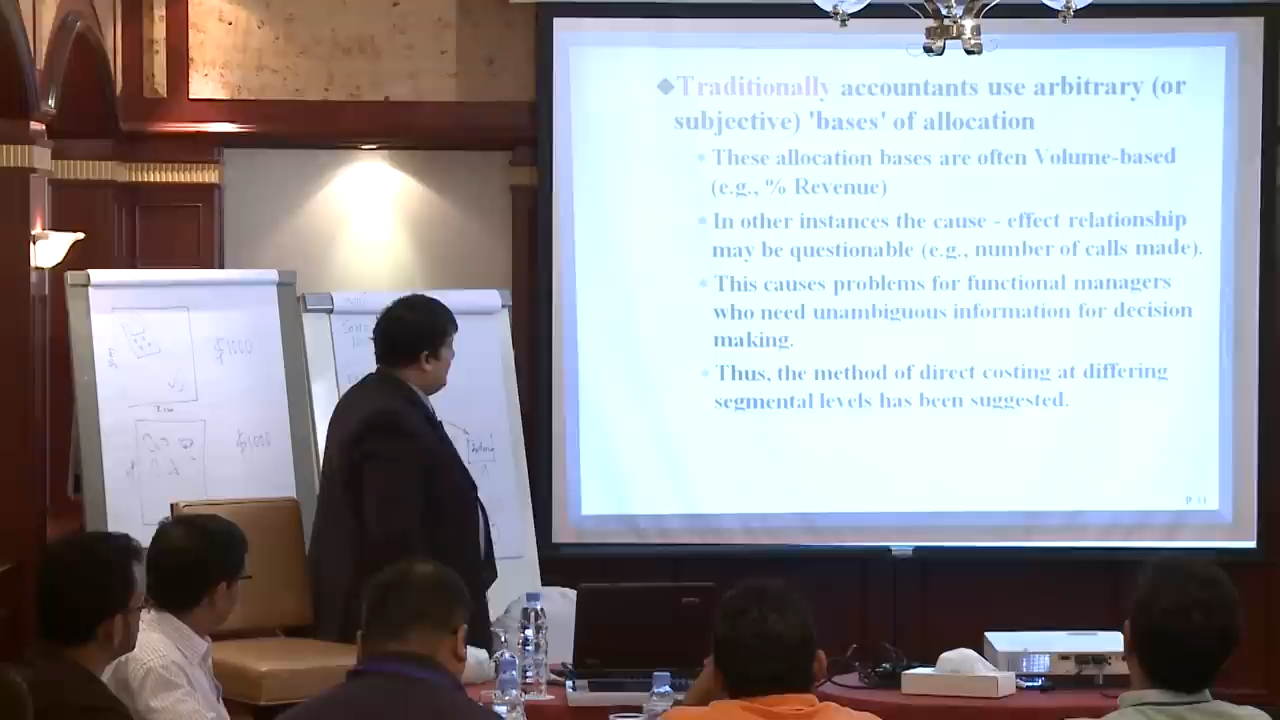 Traditionally accountants use arbitrary (or
subjective) 'bases' of allocation
These allocation bases are often Volume-based
(e.g., % Revenue)
In other instances the cause - effect relationship
may be questionable (e.g., number of calls made).
This causes problems for functional managers
who need unambiguous information for decision
making.
Thus, the method of direct costing at differing
segmental levels has been suggested.
P 11
$1000
$1000